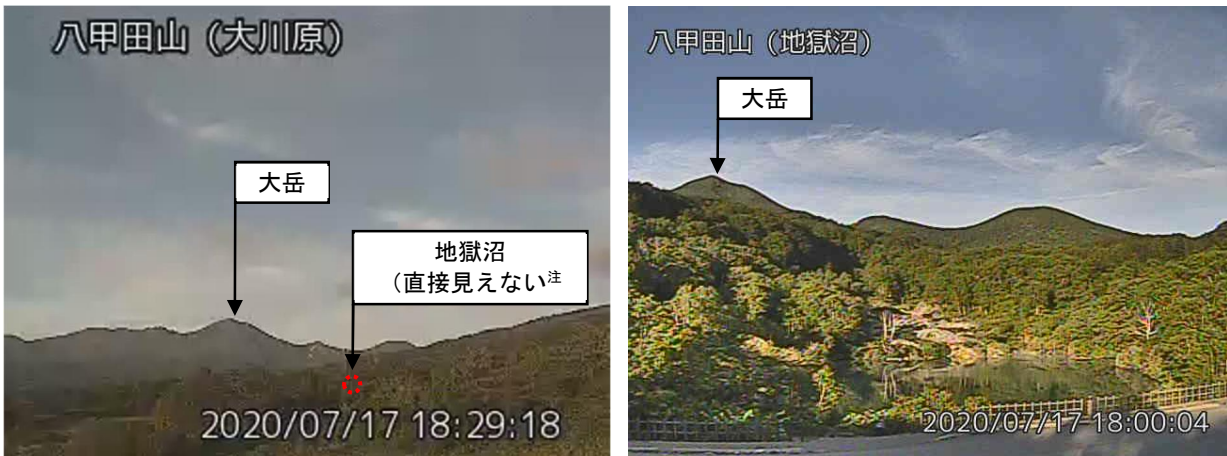 八甲田山（大川原）
大岳
地獄沼
（直接見えない注
2020/07/17 18:29:18
八甲田山（地獄沼）
大岳
2020/07/17 18:00:04